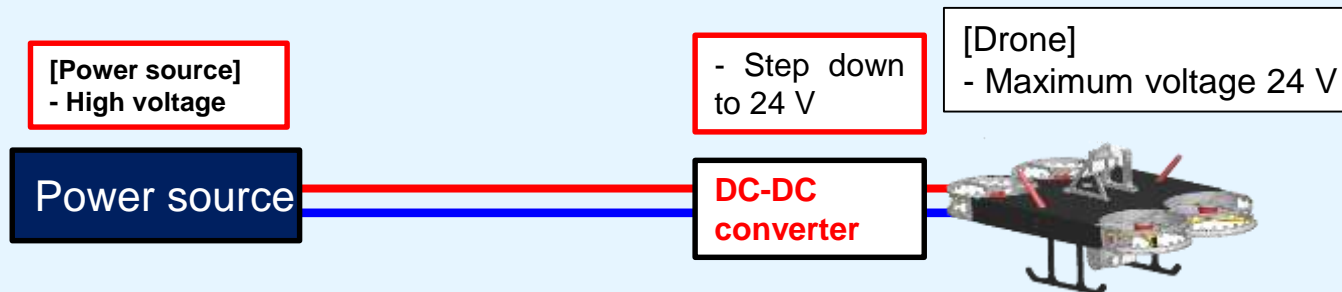 [Power source]
- High voltage
- Step down
to 24 V
[Drone]
- Maximum voltage 24 V
Power source
DC-DC
converter